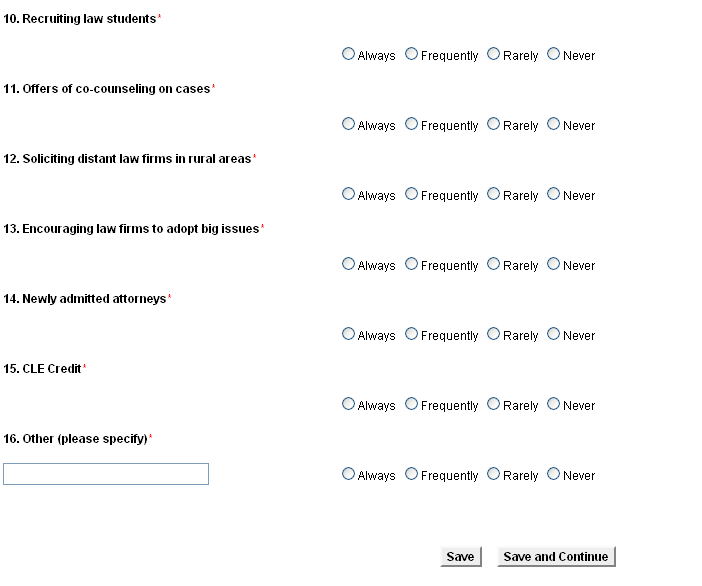 10. Recruiting law students*
Always Frequently Rarely Never
11. Offers of co-counseling on cases*
Always Frequently Rarely Never
12. Soliciting distant law firms in rural areas*
Always Frequently Rarely Never
13. Encouraging law firms to adopt big issues*
Always Frequently Rarely Never
14. Newly admitted attorneys*
Always Frequently Rarely Never
15. CLE Credit*
Always Frequently Rarely Never
16. Other (please specify)*
Always Frequently Rarely Never
Save Save and Continue